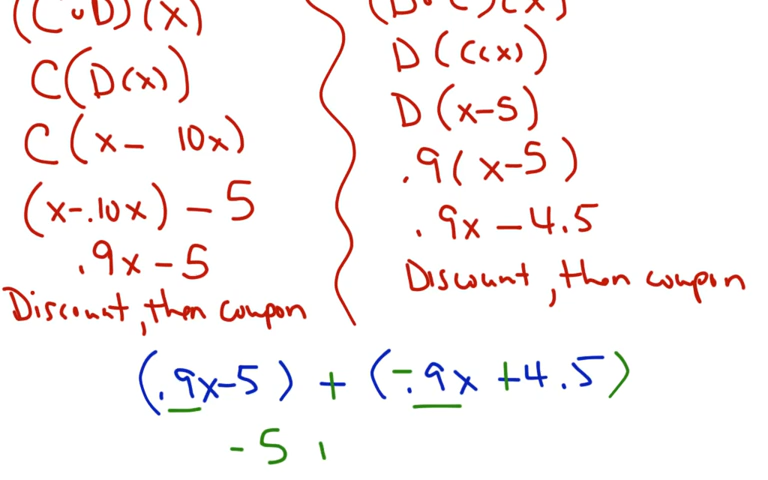 (C∘D)(x)
C(D(x))
C(x- 10x)
(x-.10x) - 5
.9x - 5
Discount, then coupon
(D∘C)(x)
D(C(x))
D(x-5)
.9(x-5)
.9x - 4.5
Discount, then coupon
(.9x-5) + (-.9x +4.5)
-5